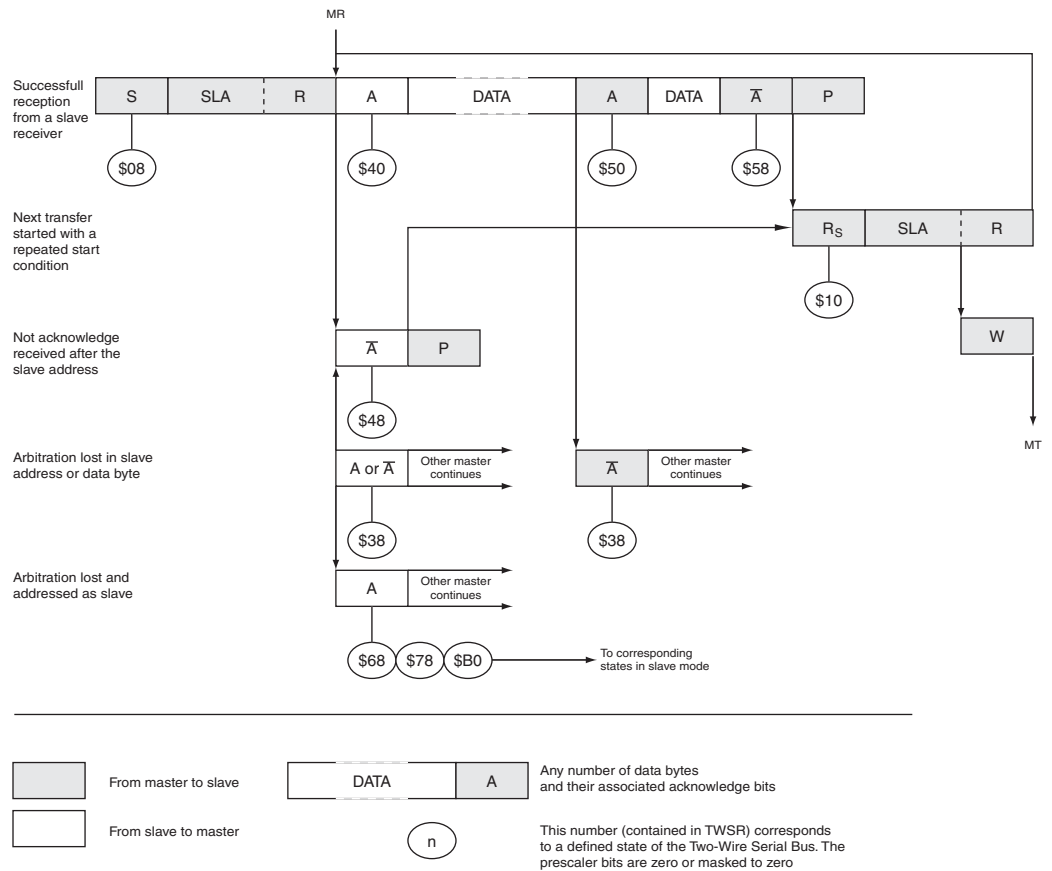 MR
Successfull
reception
from a slave
receiver
S SLA R A DATA A DATA A̅ P
$08 $40 $50 $58
Next transfer
started with a
repeated start
condition
RS SLA R
$10
Not acknowledge
received after the
slave address
A̅ P
W
$48
MT
Arbitration lost in slave
address or data byte
A or A̅ Other master
continues
A̅ Other master
continues
$38 $38
Arbitration lost and
addressed as slave
A Other master
continues
$68 $78 $B0 To corresponding
states in slave mode
From master to slave
DATA A Any number of data bytes
and their associated acknowledge bits
From slave to master
n This number (contained in TWSR) corresponds
to a defined state of the Two-Wire Serial Bus. The
prescaler bits are zero or masked to zero